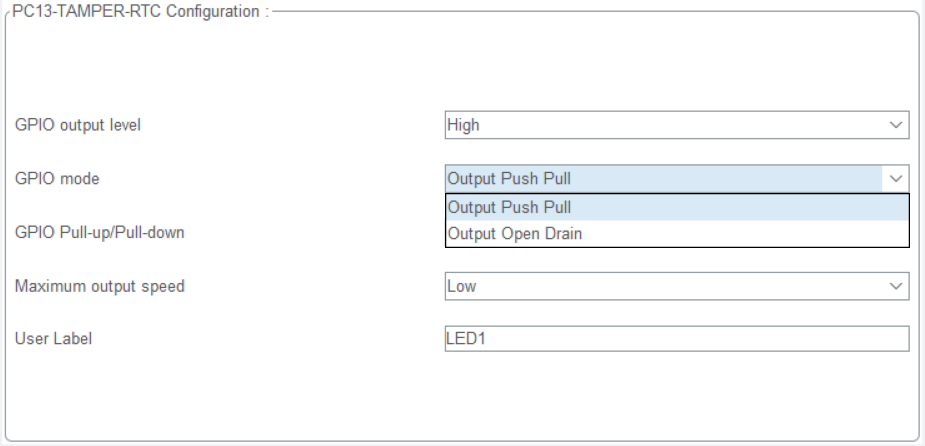 PC13-TAMPER-RTC Configuration :
GPIO output level High
GPIO mode Output Push Pull
Output Push Pull
GPIO Pull-up/Pull-down Output Open Drain
Maximum output speed Low
User Label LED1